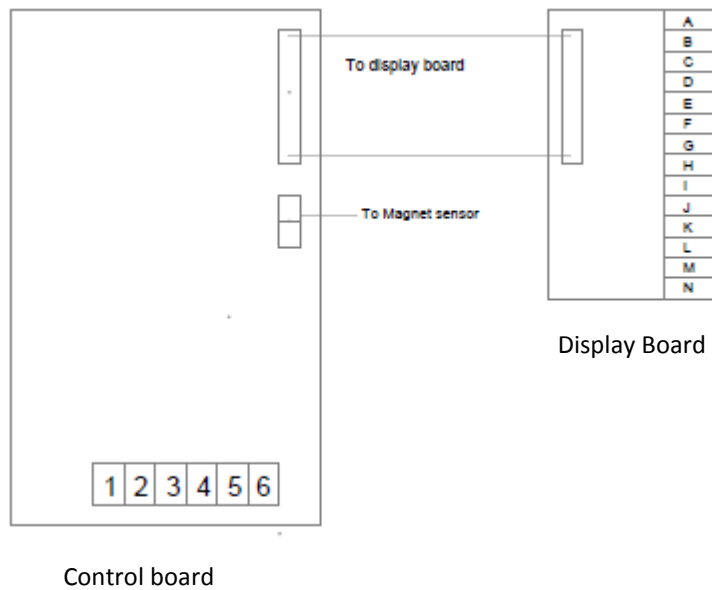 To display board
To Magnet sensor
1 2 3 4 5 6
Control board
A
B
C
D
E
F
G
H
I
J
K
L
M
N
Display Board